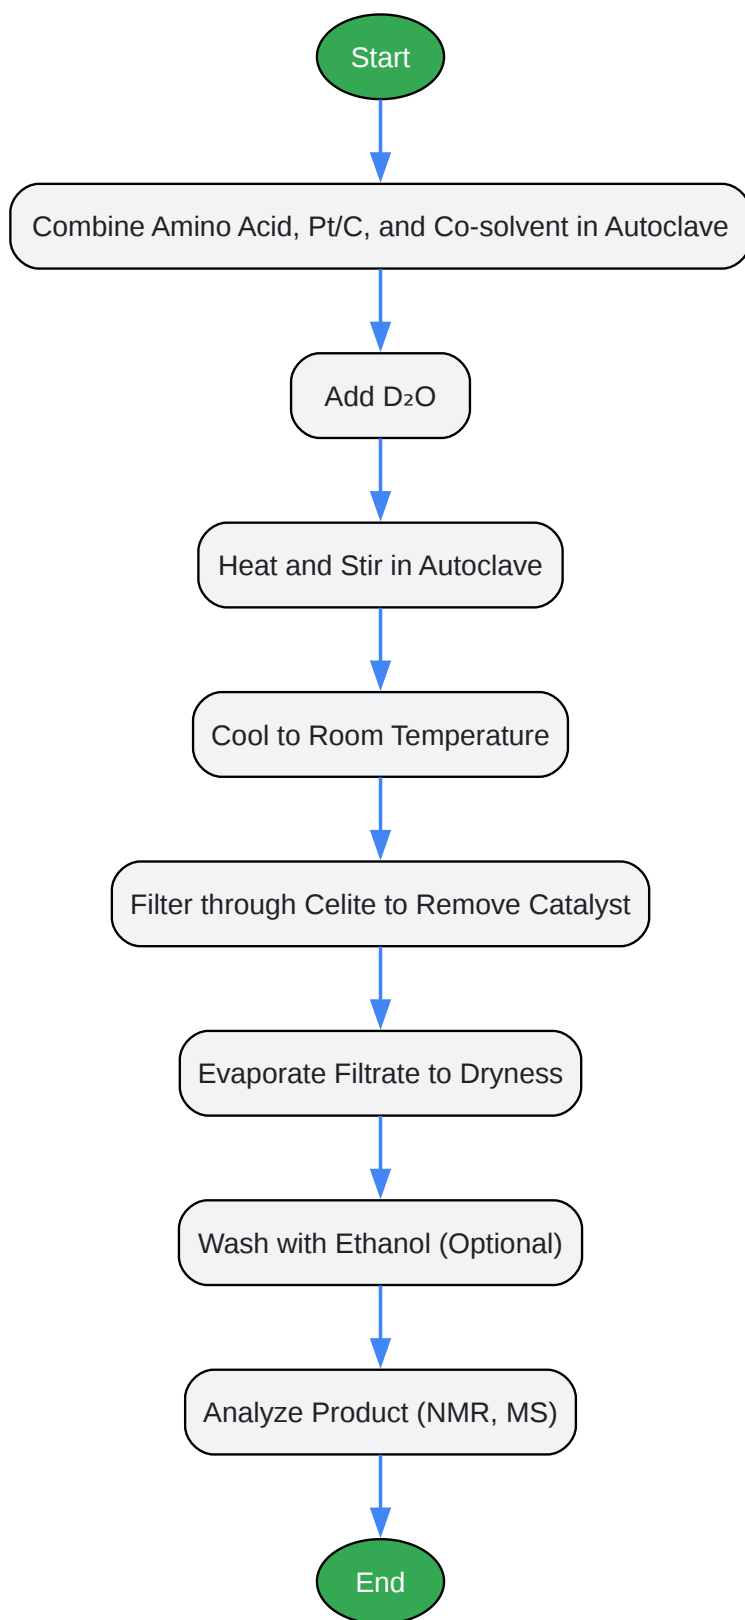 Start
Combine Amino Acid, Pt/C, and Co-solvent in Autoclave
Add D₂O
Heat and Stir in Autoclave
Cool to Room Temperature
Filter through Celite to Remove Catalyst
Evaporate Filtrate to Dryness
Wash with Ethanol (Optional)
Analyze Product (NMR, MS)
End